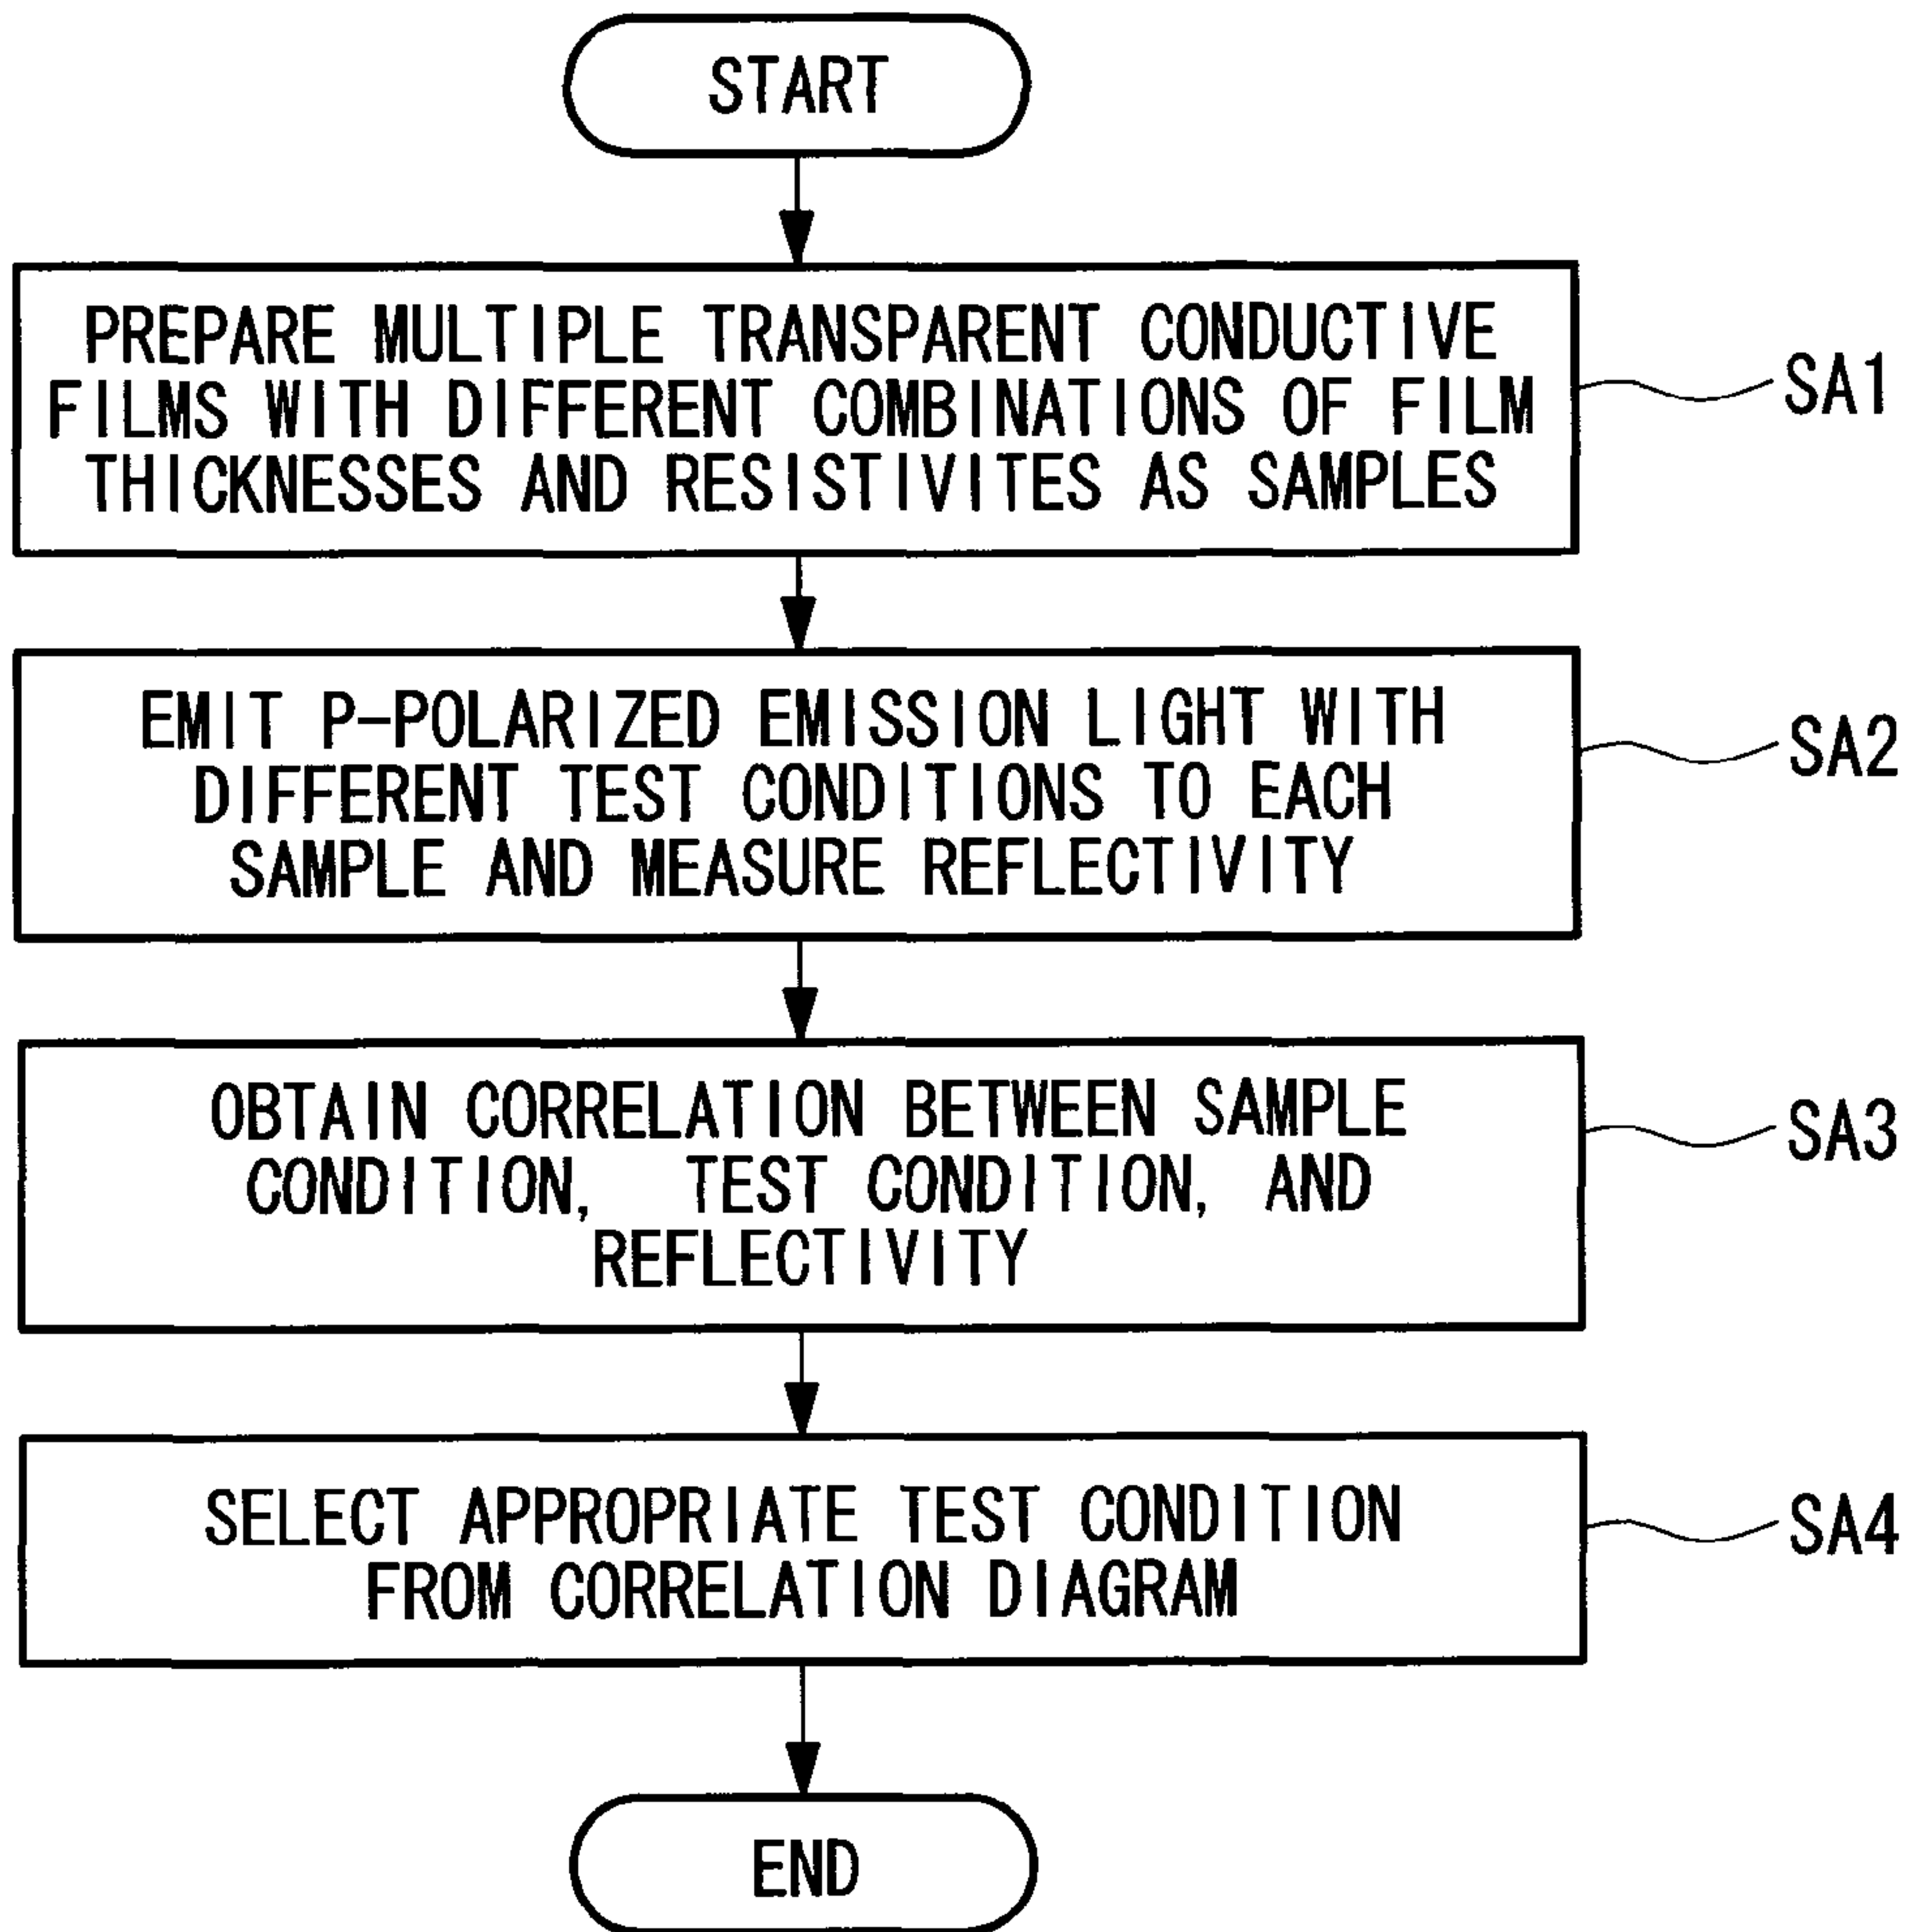 START
PREPARE MULTIPLE TRANSPARENT CONDUCTIVE
FILMS WITH DIFFERENT COMBINATIONS OF FILM
THICKNESSES AND RESISTIVITES AS SAMPLES
SA1
EMIT P-POLARIZED EMISSION LIGHT WITH
DIFFERENT TEST CONDITIONS TO EACH
SAMPLE AND MEASURE REFLECTIVITY
SA2
OBTAIN CORRELATION BETWEEN SAMPLE
CONDITION, TEST CONDITION, AND
REFLECTIVITY
SA3
SELECT APPROPRIATE TEST CONDITION
FROM CORRELATION DIAGRAM
SA4
END